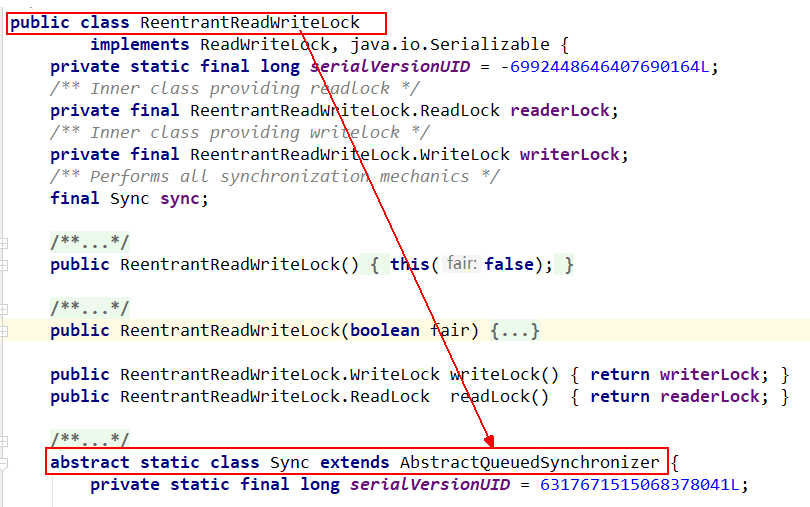 public class ReentrantReadWriteLock
implements ReadWriteLock, java.io.Serializable {
private static final long serialVersionUID = -6992448646407690164L;
/** Inner class providing readlock */
private final ReentrantReadWriteLock.ReadLock readerLock;
/** Inner class providing writelock */
private final ReentrantReadWriteLock.WriteLock writerLock;
/** Performs all synchronization mechanics */
final Sync sync;
/**...*/
public ReentrantReadWriteLock() { this( fair: false); }
/**...*/
public ReentrantReadWriteLock(boolean fair) {...}
public ReentrantReadWriteLock.WriteLock writeLock() { return writerLock; }
public ReentrantReadWriteLock.ReadLock  readLock()  { return readerLock; }
/**...*/
abstract static class Sync extends AbstractQueuedSynchronizer {
private static final long serialVersionUID = 6317671515068378041L;